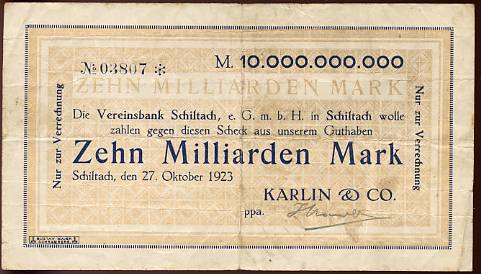 № 03807 * M. 10.000.000.000
ZEHN MILLIARDEN MARK
Die Vereinsbank Schiltach, e. G. m. b. H. in Schiltach wolle
zahlen gegen diesen Scheck aus unserem Guthaben
Zehn Milliarden Mark
Schiltach, den 27. Oktober 1923
KARLIN & CO.
ppa.
Nur zur Verrechnung
Nur zur Verrechnung